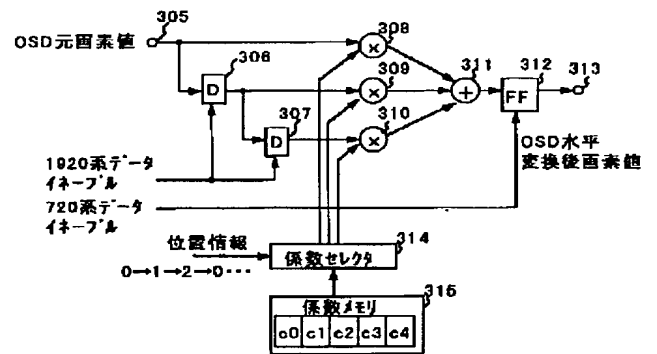 305
OSD元画素値
308
306
D
×
309
307
D
×
310
×
311
+
312
FF
313
1920系データ
イネーブル
720系データ
イネーブル
OSD水平
変換後画素値
位置情報
0→1→2→0・・・
314
係数セレクタ
315
係数メモリ
c0 c1 c2 c3 c4